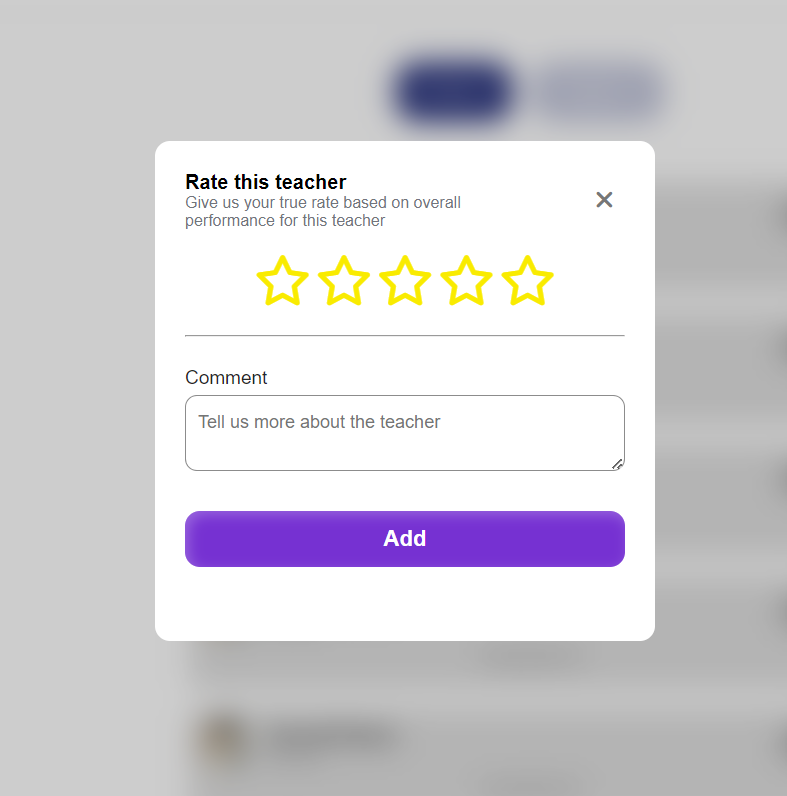 Rate this teacher
Give us your true rate based on overall
performance for this teacher
Comment
Tell us more about the teacher
Add